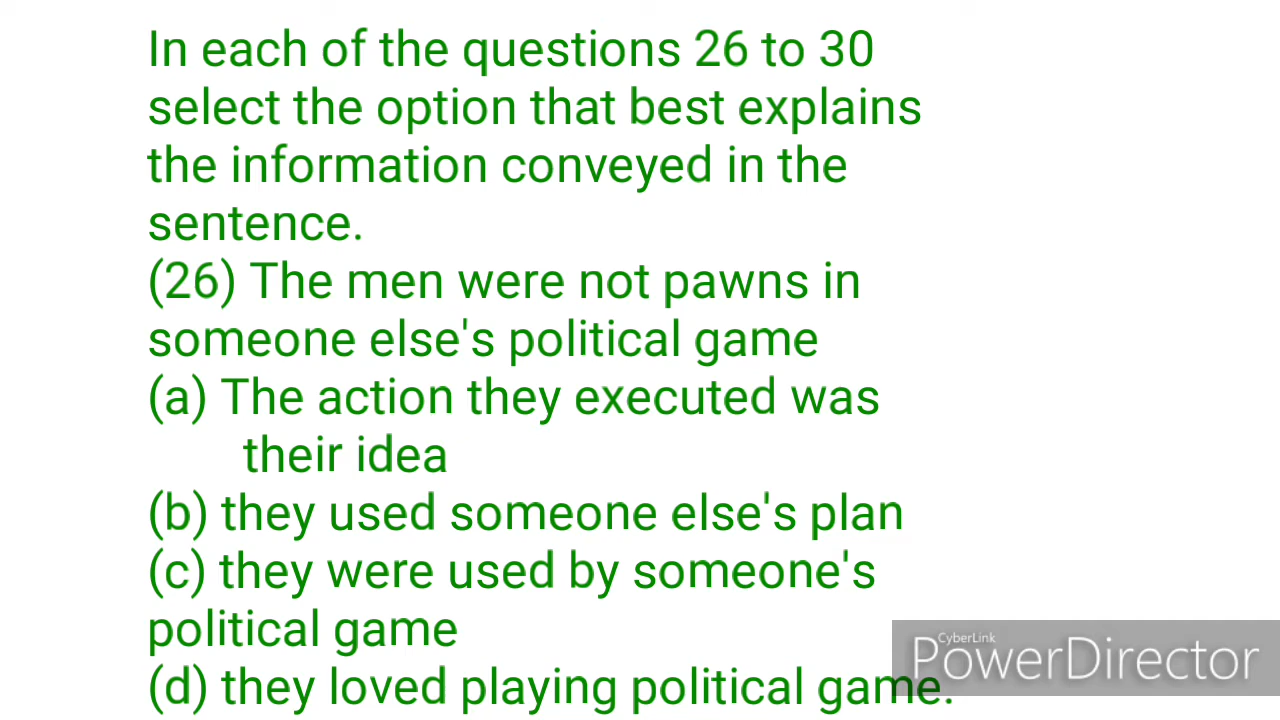 In each of the questions 26 to 30
select the option that best explains
the information conveyed in the
sentence.
(26) The men were not pawns in
someone else's political game
(a) The action they executed was
their idea
(b) they used someone else's plan
(c) they were used by someone's
political game
(d) they loved playing political game.
CyberLink
PowerDirector